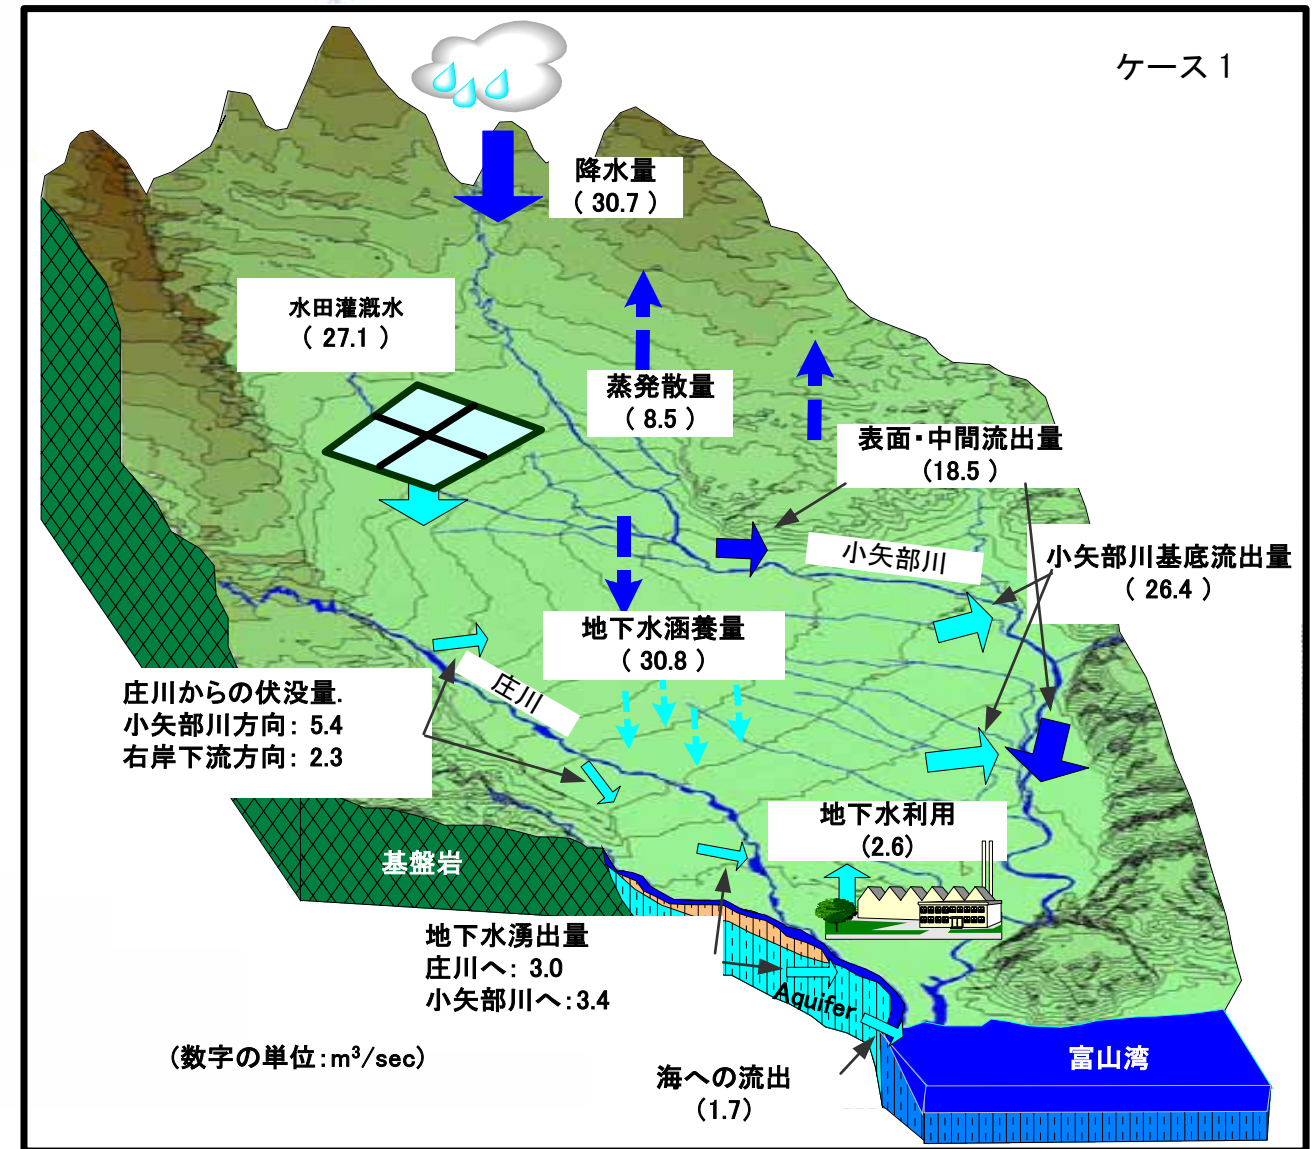 ケース1
降水量
( 30.7 )
水田灌漑水
( 27.1 )
蒸発散量
( 8.5 )
表面・中間流出量
(18.5 )
小矢部川
小矢部川基底流出量
( 26.4 )
地下水涵養量
( 30.8 )
庄川
庄川からの伏没量.
小矢部川方向: 5.4
右岸下流方向: 2.3
地下水利用
(2.6)
基盤岩
地下水湧出量
庄川へ: 3.0
小矢部川へ:3.4
Aquifer
(数字の単位:m³/sec)
海への流出
(1.7)
富山湾